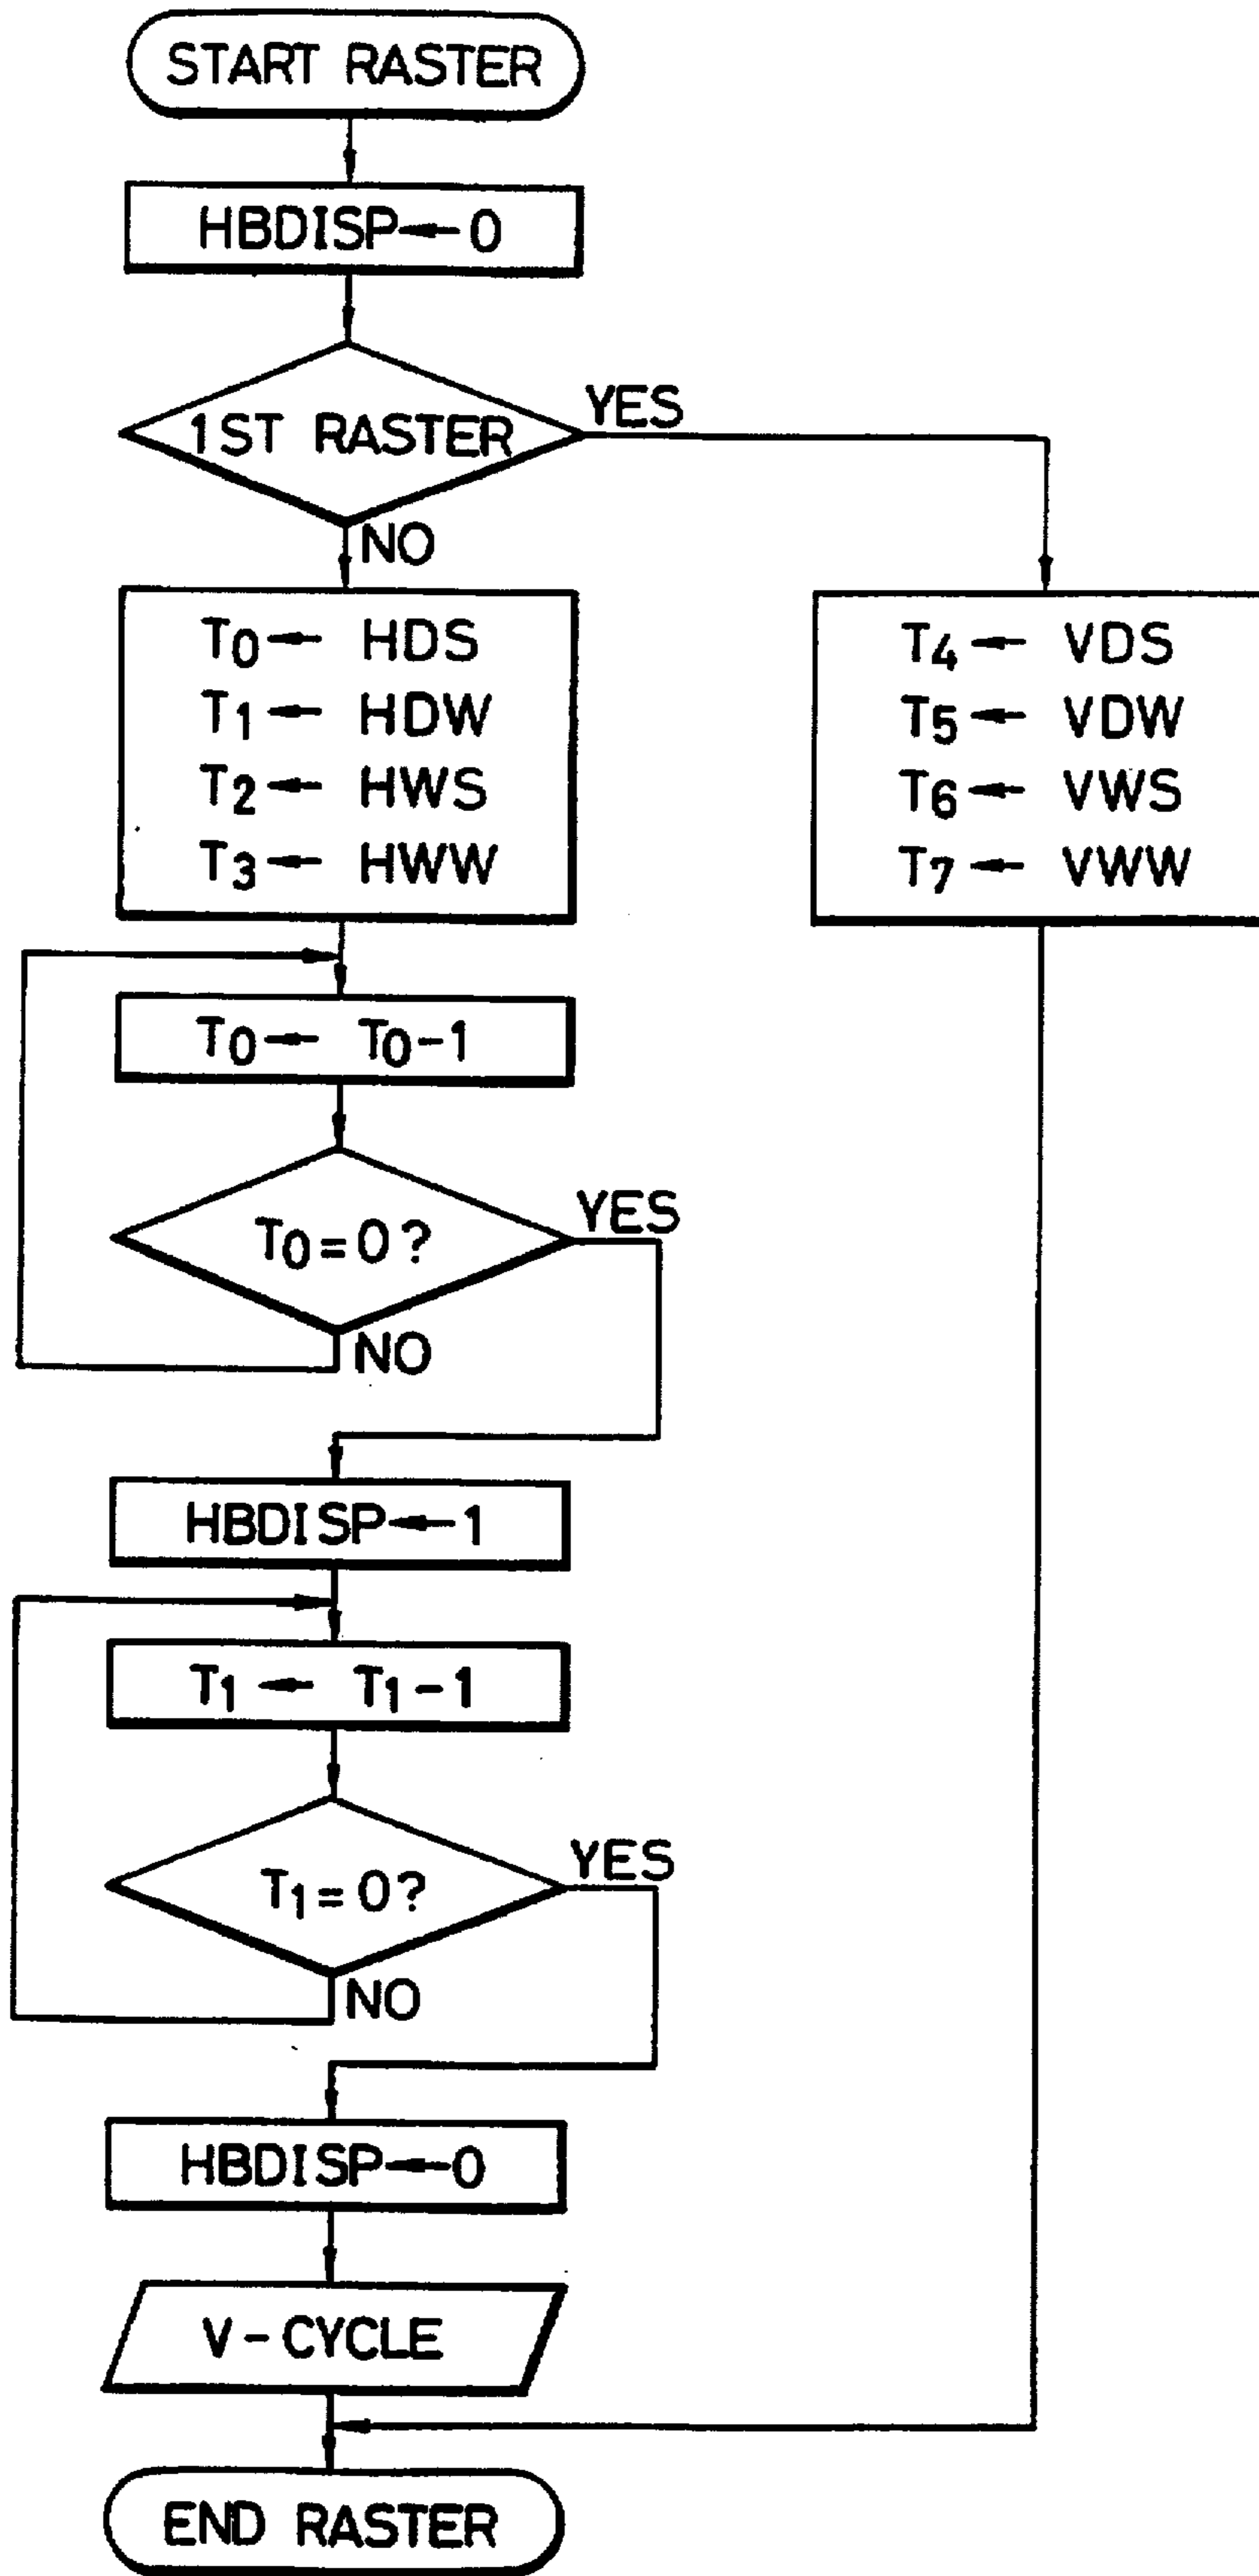 START RASTER
HBDISP←0
1ST RASTER
YES
NO
T0← HDS
T1← HDW
T2← HWS
T3← HWW
T4← VDS
T5← VDW
T6← VWS
T7← VWW
T0← T0-1
T0=0?
YES
NO
HBDISP←1
T1← T1-1
T1=0?
YES
NO
HBDISP←0
V-CYCLE
END RASTER